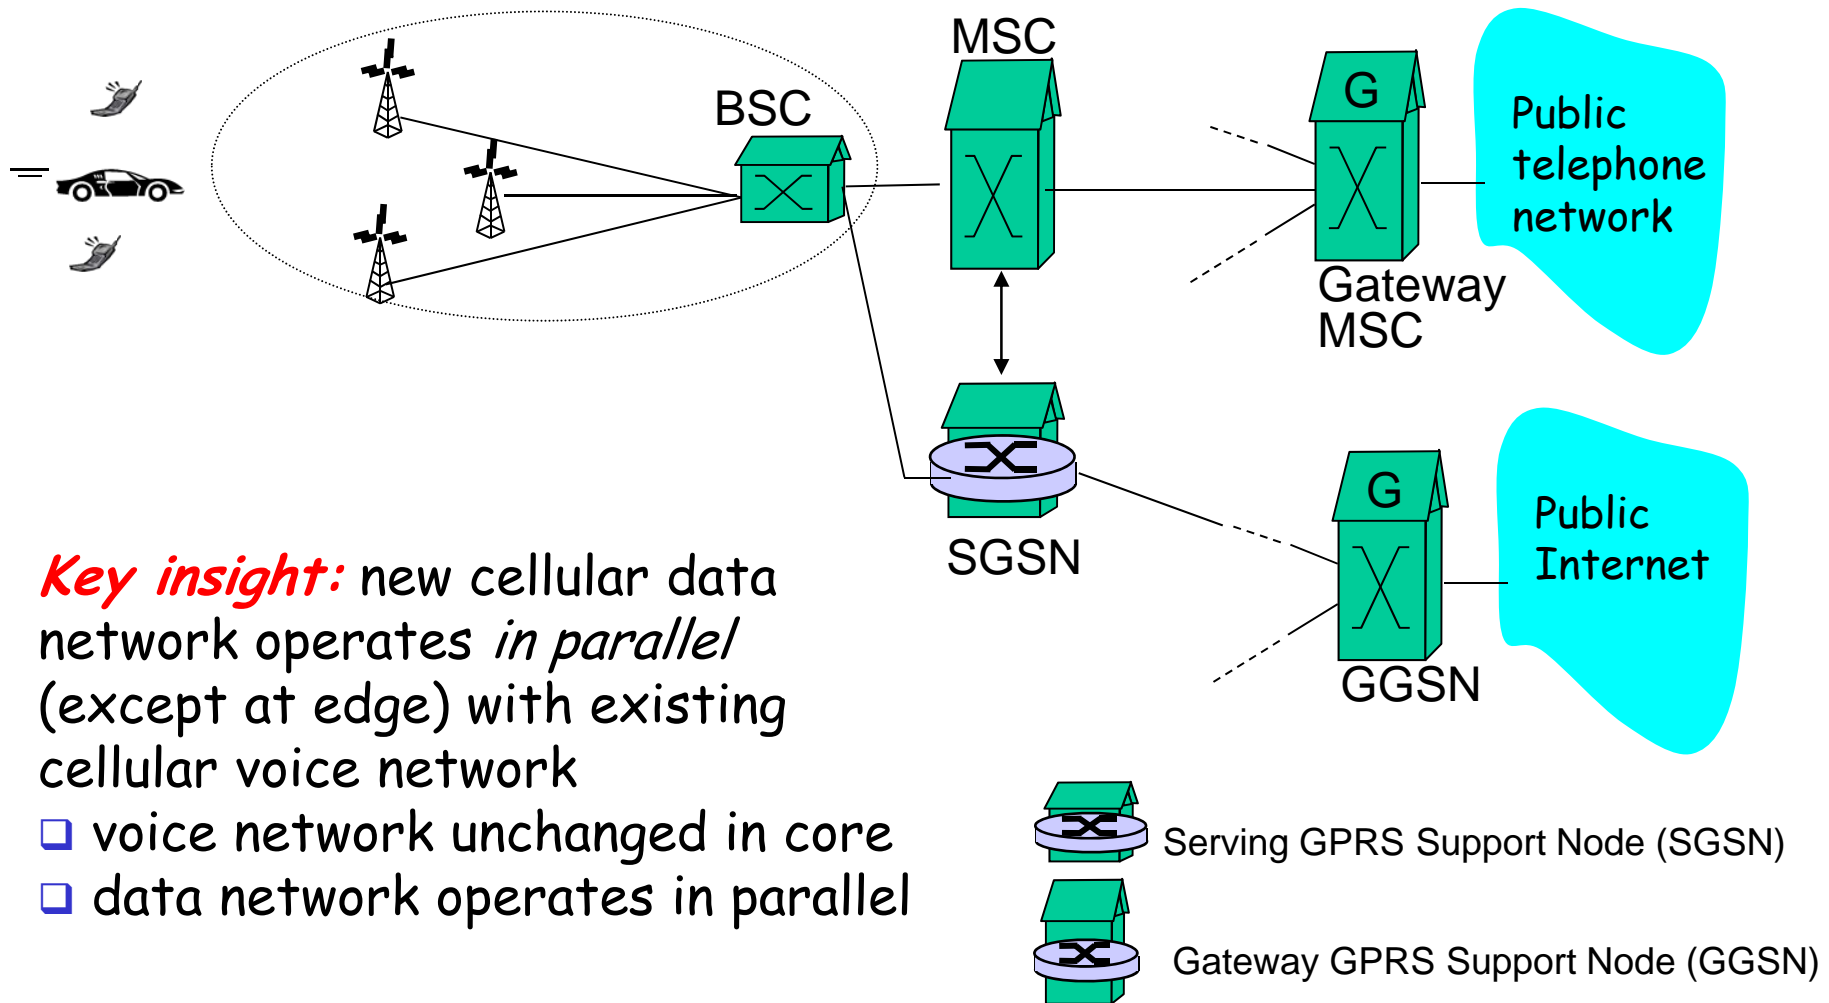 MSC
BSC
G
Public
telephone
network
Gateway
MSC
SGSN
G
Public
Internet
GGSN
Key insight: new cellular data
network operates in parallel
(except at edge) with existing
cellular voice network
❑ voice network unchanged in core
❑ data network operates in parallel
Serving GPRS Support Node (SGSN)
Gateway GPRS Support Node (GGSN)